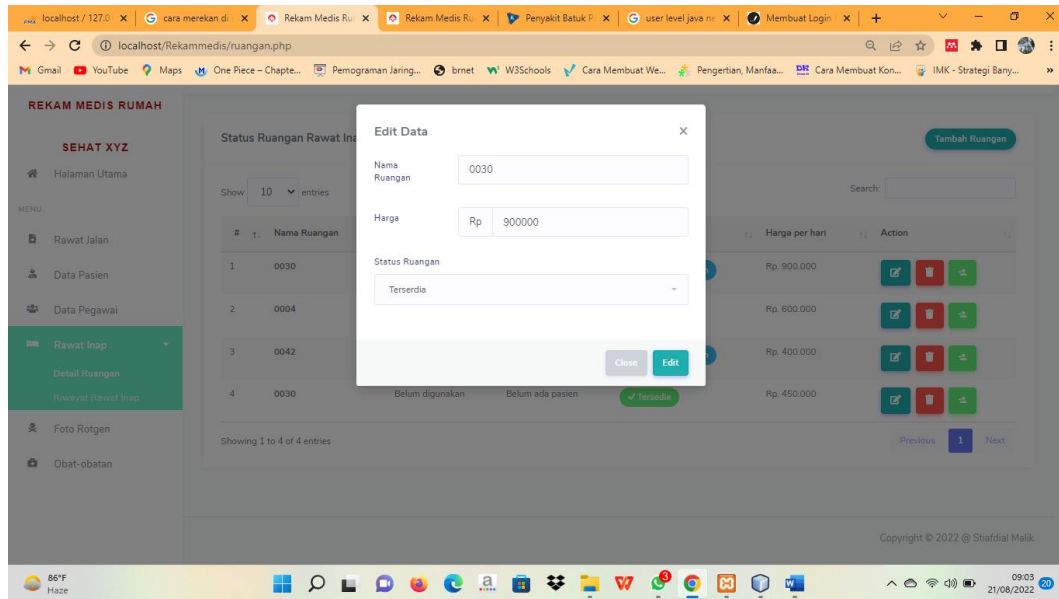 localhost / 127.0.
cara merekan di
Rekam Medis Ru
Rekam Medis Ru
Penyakit Batuk P
user level java ne
Membuat Login
localhost/Rekammedis/ruangan.php
Gmail
YouTube
Maps
One Piece – Chapte...
Pemograman Jaring...
brnet
W3Schools
Cara Membuat We...
Pengertian, Manfaa...
Cara Membuat Kon...
IMK - Strategi Bany...
»
REKAM MEDIS RUMAH
SEHAT XYZ
Halaman Utama
MENU
Rawat Jalan
Data Pasien
Data Pegawai
Rawat Inap
Detail Ruangan
Riwayat Rawat Inap
Foto Rotgen
Obat-obatan
Status Ruangan Rawat Ina
Tambah Ruangan
Show 10 entries
Search:
# Nama Ruangan Harga per hari Action
1 0030 Rp. 900.000
2 0004 Rp. 600.000
3 0042 Rp. 400.000
4 0030 Belum digunakan Belum ada pasien ✓ Tersedia Rp. 450.000
Showing 1 to 4 of 4 entries
Previous 1 Next
Edit Data
×
Nama
Ruangan
0030
Harga
Rp 900000
Status Ruangan
Terserdia
Close Edit
Copyright © 2022 @ Stiafdial Malik
86°F
Haze
3
09:03
21/08/2022
20